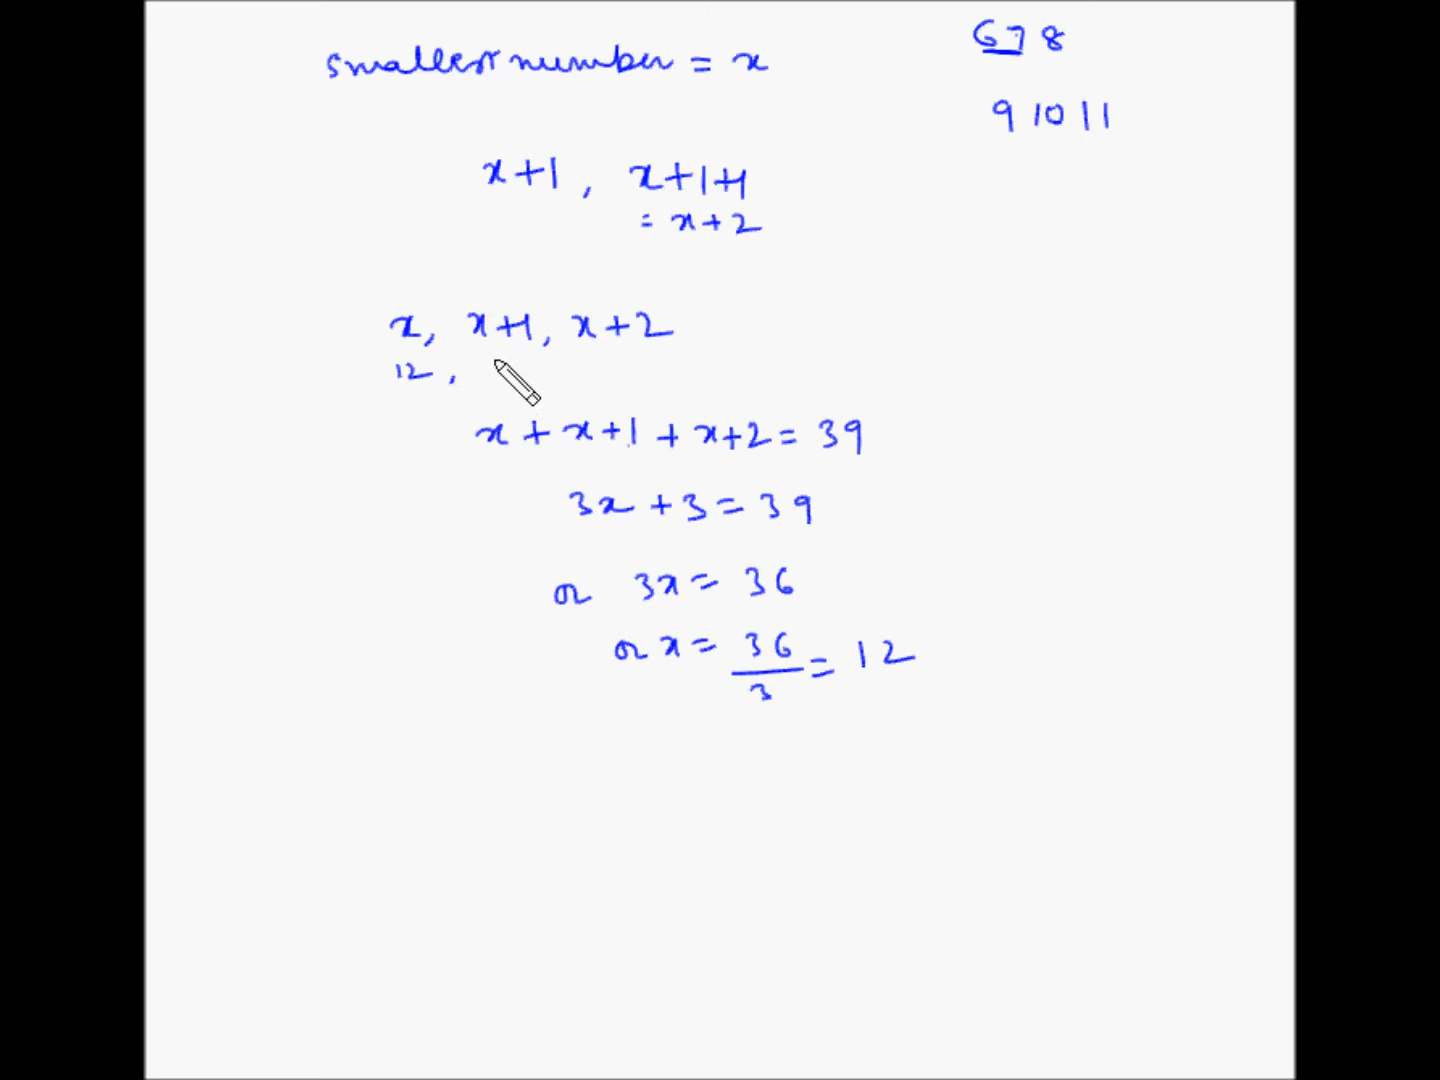 smallest number = x
6 7 8
9 10 11
x+1, x+1+1
= x+2
x, x+1, x+2
12,
x + x+1 + x+2 = 39
3x + 3 = 39
or 3x = 36
or x = 36/3 = 12